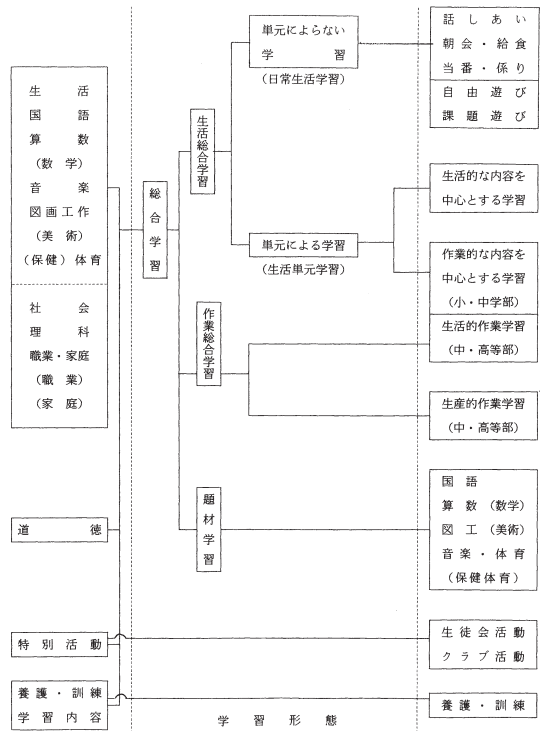 生活
国語
算数
(数学)
音楽
図画工作
(美術)
(保健)体育
社会
理科
職業・家庭
(職業)
(家庭)
道徳
特別活動
養護・訓練
学習内容
総合学習
生活総合学習
作業総合学習
題材学習
単元によらない
学習
(日常生活学習)
単元による学習
(生活単元学習)
話しあい
朝会・給食
当番・係り
自由遊び
課題遊び
生活的な内容を
中心とする学習
作業的な内容を
中心とする学習
(小・中学部)
生活的作業学習
(中・高等部)
生産的作業学習
(中・高等部)
国語
算数(数学)
図工(美術)
音楽・体育
(保健体育)
生徒会活動
クラブ活動
養護・訓練
学習形態